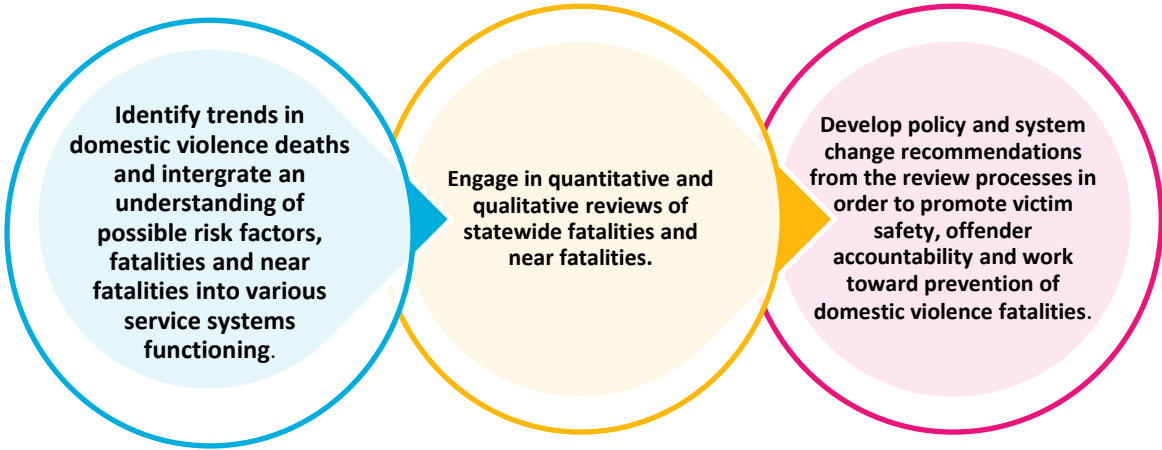 Identify trends in
domestic violence deaths
and intergrate an
understanding of
possible risk factors,
fatalities and near
fatalities into various
service systems
functioning.
Engage in quantitative and
qualitative reviews of
statewide fatalities and
near fatalities.
Develop policy and system
change recommendations
from the review processes in
order to promote victim
safety, offender
accountability and work
toward prevention of
domestic violence fatalities.